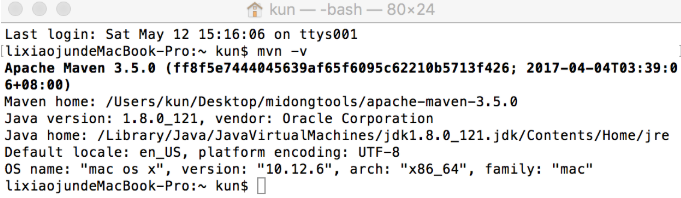 kun — -bash — 80×24
Last login: Sat May 12 15:16:06 on ttys001
[lixiaojundeMacBook-Pro:~ kun$ mvn -v]
Apache Maven 3.5.0 (ff8f5e7444045639af65f6095c62210b5713f426; 2017-04-04T03:39:0
6+08:00)
Maven home: /Users/kun/Desktop/midongtools/apache-maven-3.5.0
Java version: 1.8.0_121, vendor: Oracle Corporation
Java home: /Library/Java/JavaVirtualMachines/jdk1.8.0_121.jdk/Contents/Home/jre
Default locale: en_US, platform encoding: UTF-8
OS name: "mac os x", version: "10.12.6", arch: "x86_64", family: "mac"
lixiaojundeMacBook-Pro:~ kun$